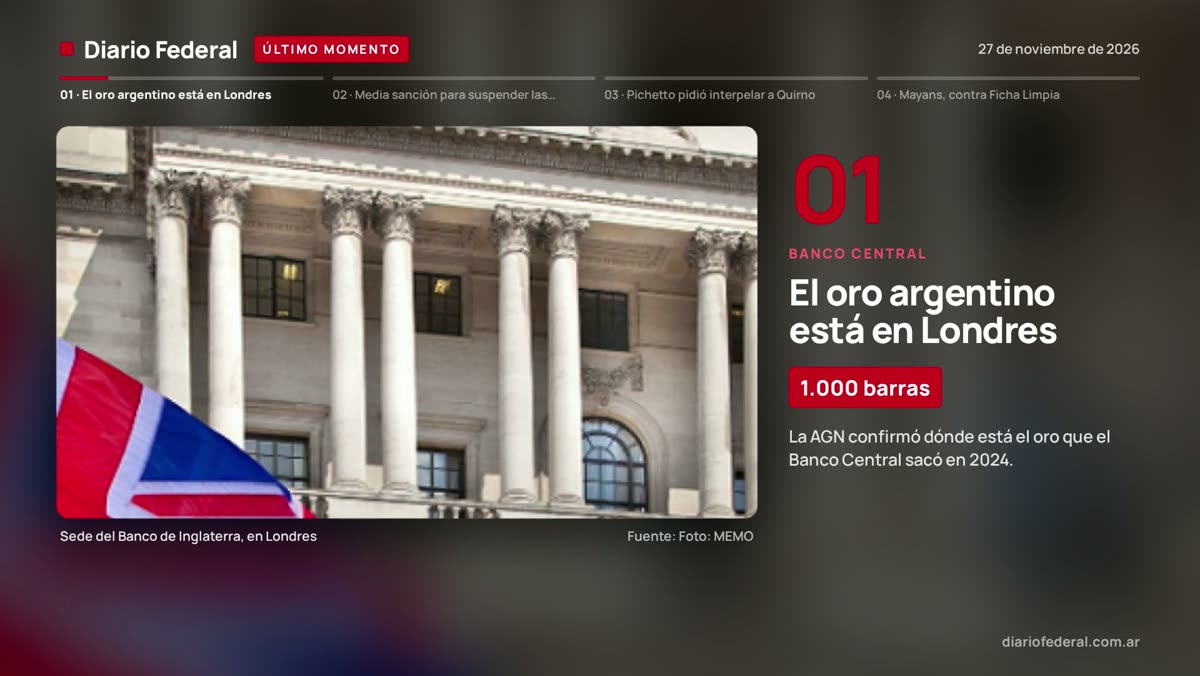 Diario Federal
ÚLTIMO MOMENTO
27 de noviembre de 2026
01 · El oro argentino está en Londres
02 · Media sanción para suspender las...
03 · Pichetto pidió interpelar a Quirno
04 · Mayans, contra Ficha Limpia
01
BANCO CENTRAL
El oro argentino
está en Londres
1.000 barras
La AGN confirmó dónde está el oro que el
Banco Central sacó en 2024.
Sede del Banco de Inglaterra, en Londres
Fuente: Foto: MEMO
diariofederal.com.ar